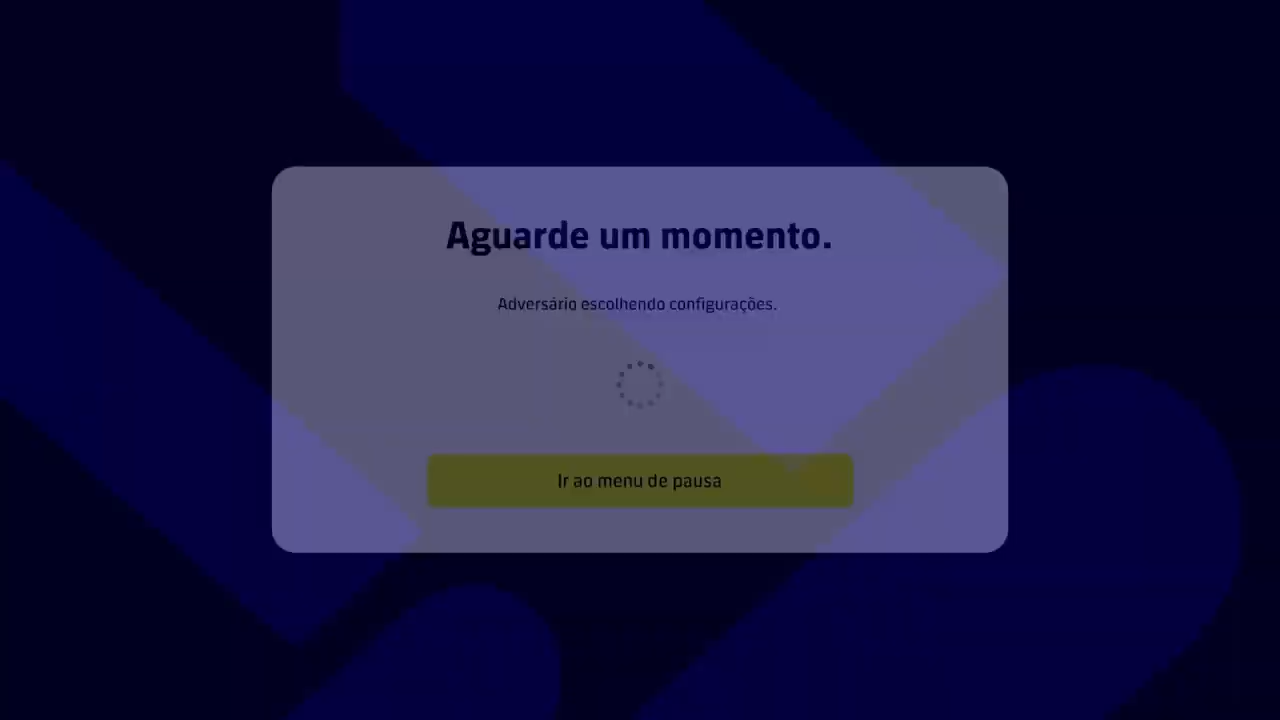 Aguarde um momento.
Adversário escolhendo configurações.
Ir ao menu de pausa